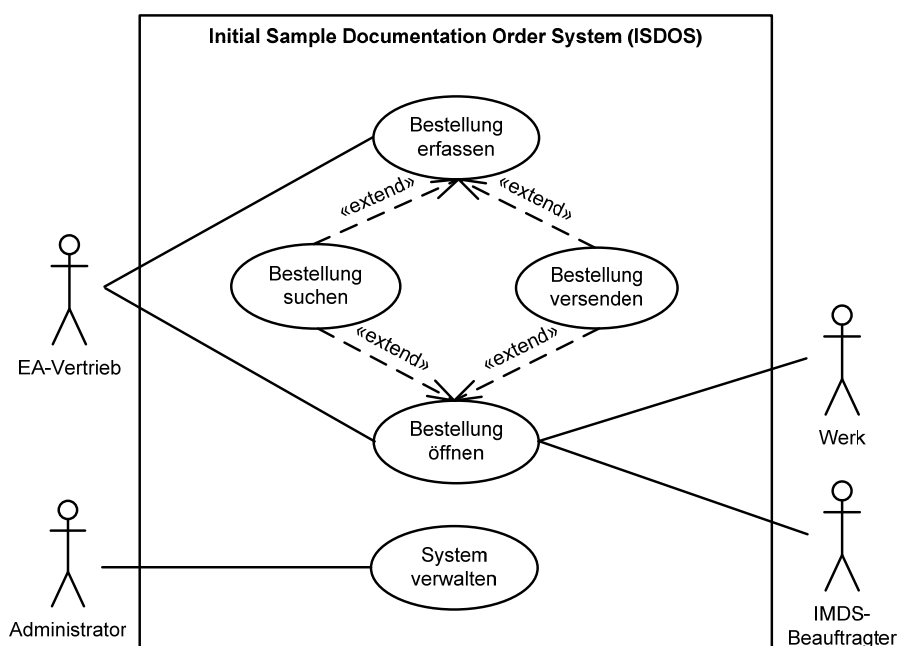 Initial Sample Documentation Order System (ISDOS)
Bestellung
erfassen
«extend»
«extend»
Bestellung
suchen
Bestellung
versenden
EA-Vertrieb
«extend»
«extend»
Bestellung
öffnen
Werk
System
verwalten
Administrator
IMDS-
Beauftragter